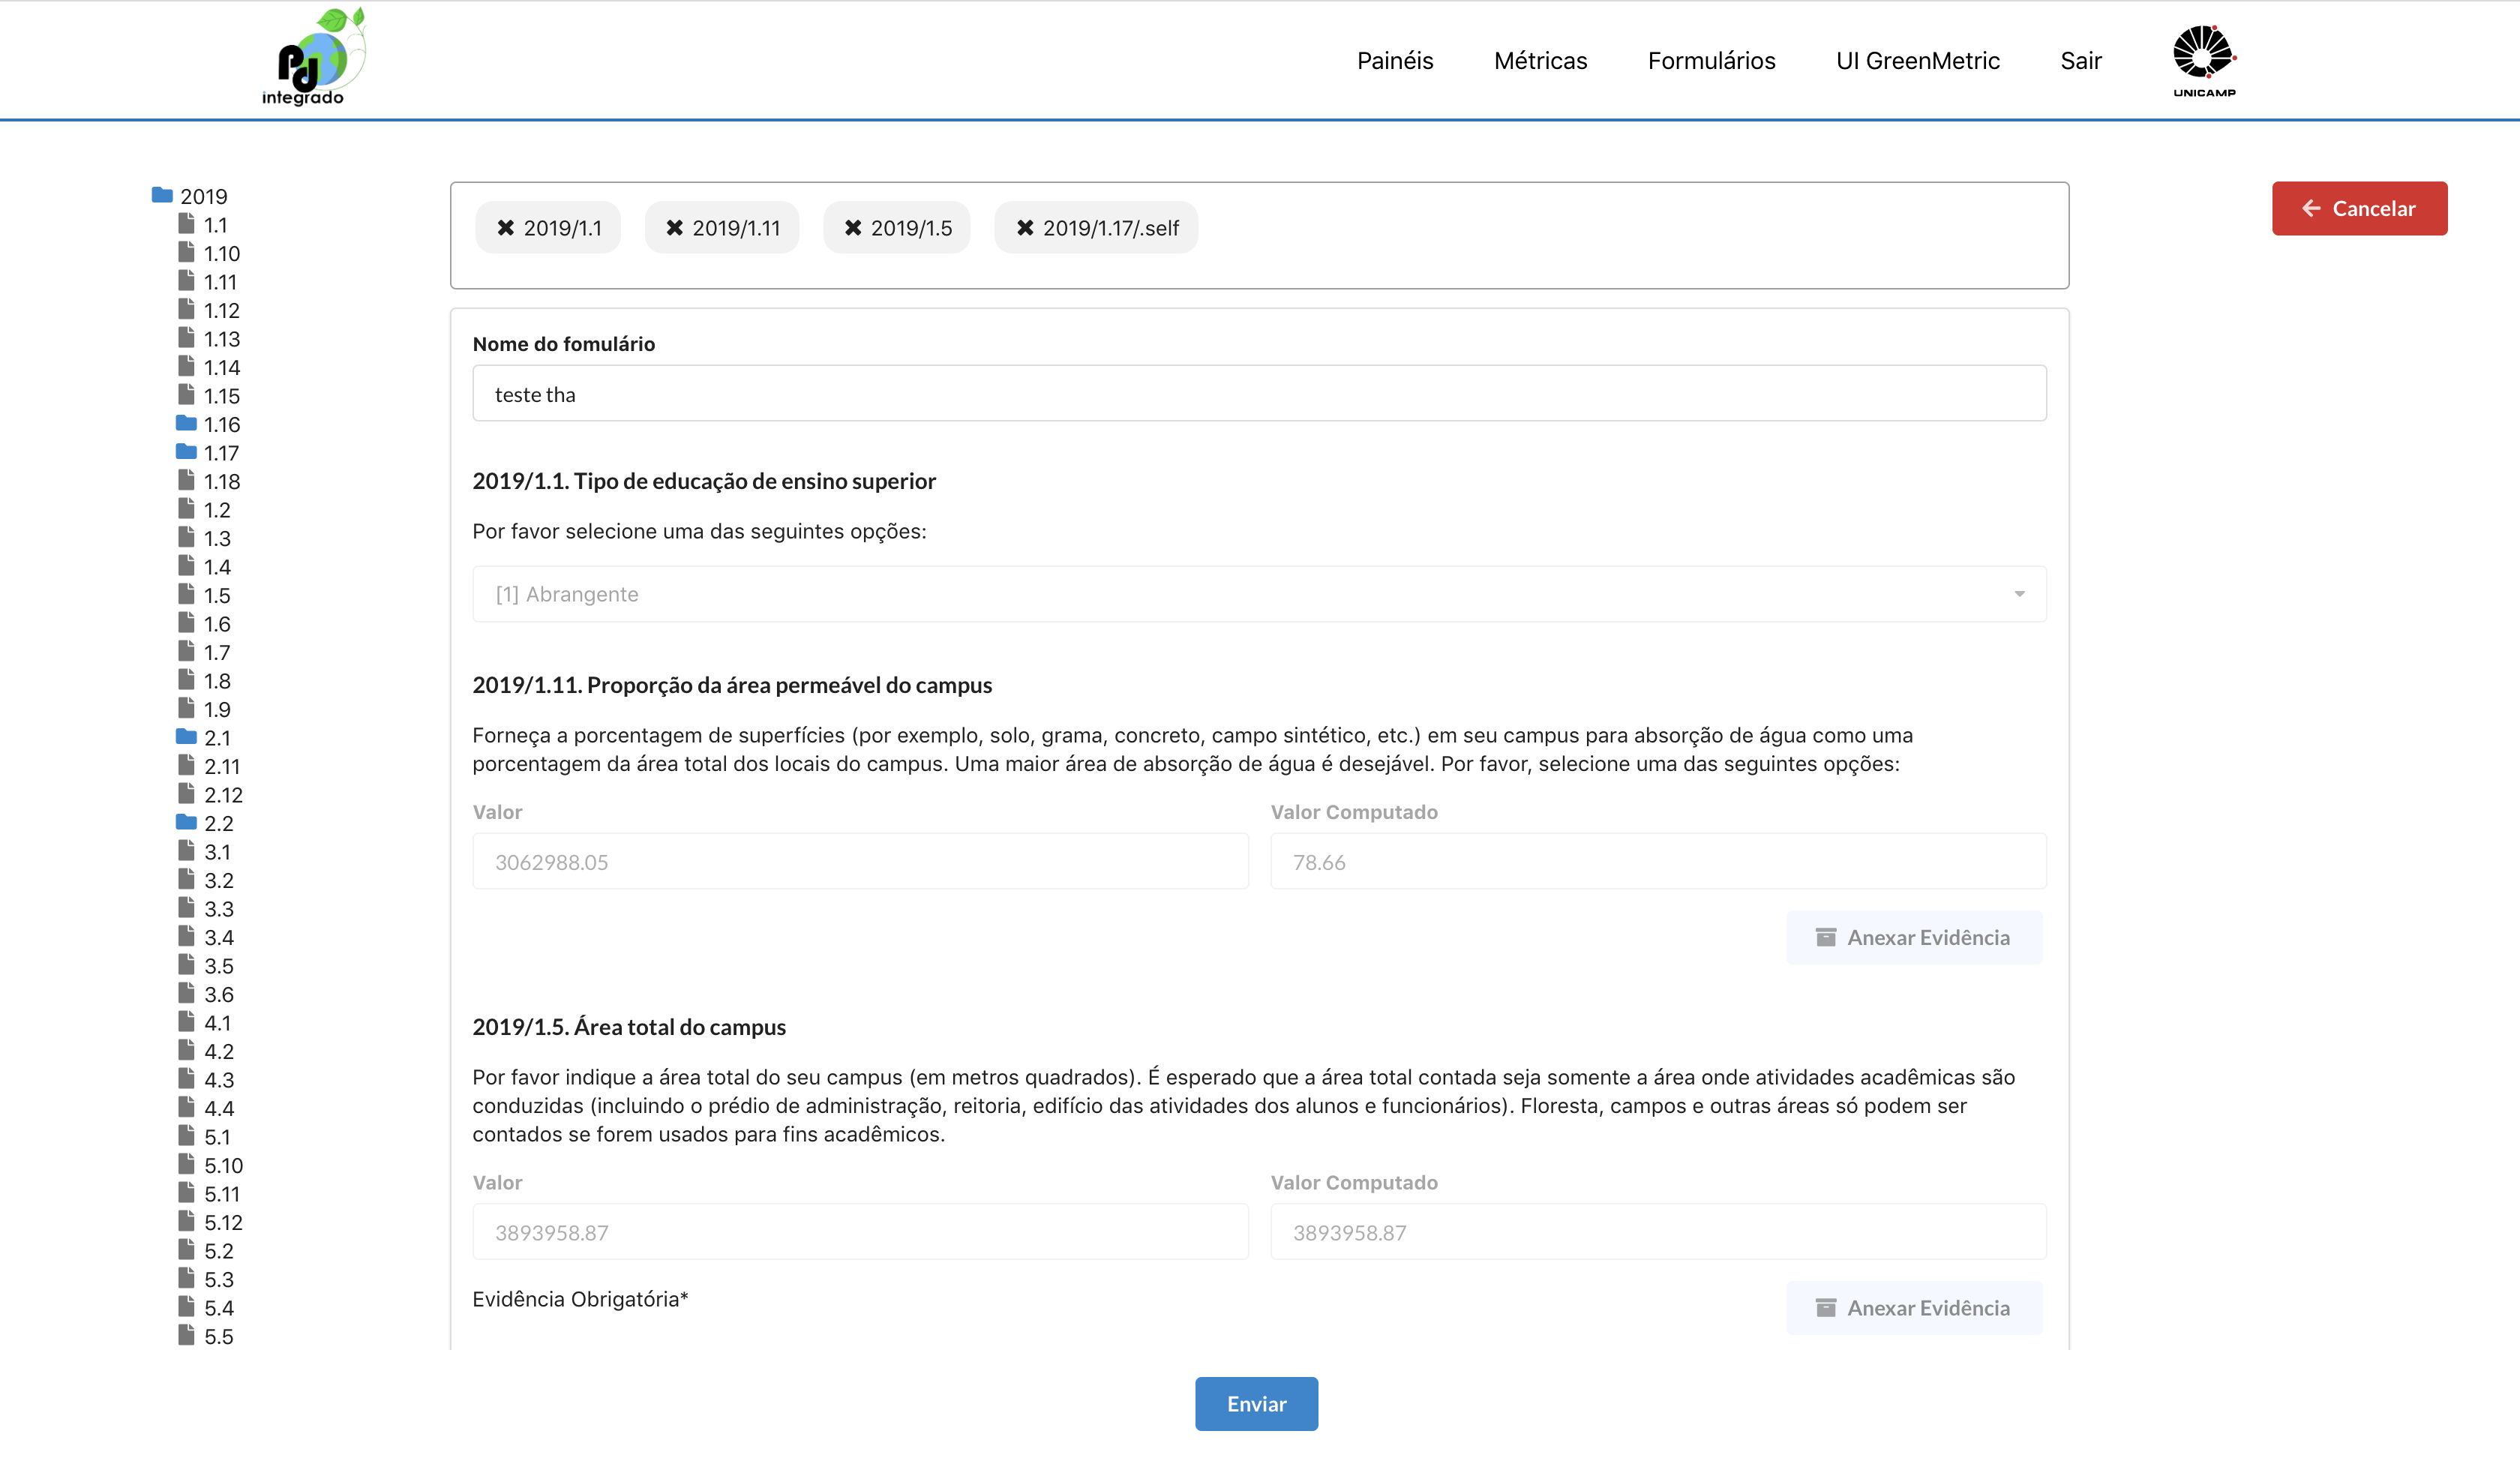 Pd
integrado
Painéis
Métricas
Formulários
UI GreenMetric
Sair
UNICAMP
2019
1.1
1.10
1.11
1.12
1.13
1.14
1.15
1.16
1.17
1.18
1.2
1.3
1.4
1.5
1.6
1.7
1.8
1.9
2.1
2.11
2.12
2.2
3.1
3.2
3.3
3.4
3.5
3.6
4.1
4.2
4.3
4.4
5.1
5.10
5.11
5.12
5.2
5.3
5.4
5.5
2019/1.1
2019/1.11
2019/1.5
2019/1.17/.self
Cancelar
Nome do fomulário
teste tha
2019/1.1. Tipo de educação de ensino superior
Por favor selecione uma das seguintes opções:
[1] Abrangente
2019/1.11. Proporção da área permeável do campus
Forneça a porcentagem de superfícies (por exemplo, solo, grama, concreto, campo sintético, etc.) em seu campus para absorção de água como uma
porcentagem da área total dos locais do campus. Uma maior área de absorção de água é desejável. Por favor, selecione uma das seguintes opções:
Valor
Valor Computado
3062988.05
78.66
Anexar Evidência
2019/1.5. Área total do campus
Por favor indique a área total do seu campus (em metros quadrados). É esperado que a área total contada seja somente a área onde atividades acadêmicas são
conduzidas (incluindo o prédio de administração, reitoria, edifício das atividades dos alunos e funcionários). Floresta, campos e outras áreas só podem ser
contados se forem usados para fins acadêmicos.
Valor
Valor Computado
3893958.87
3893958.87
Evidência Obrigatória*
Anexar Evidência
Enviar